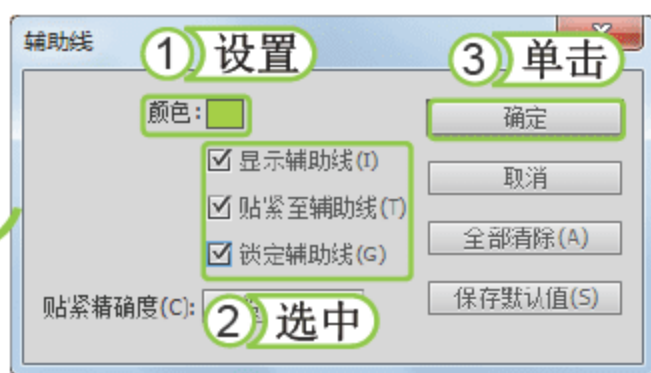 辅助线
1 设置
3 单击
颜色:
确定
显示辅助线(I)
取消
贴紧至辅助线(T)
全部清除(A)
锁定辅助线(G)
贴紧精确度(C):
2 选中
保存默认值(S)